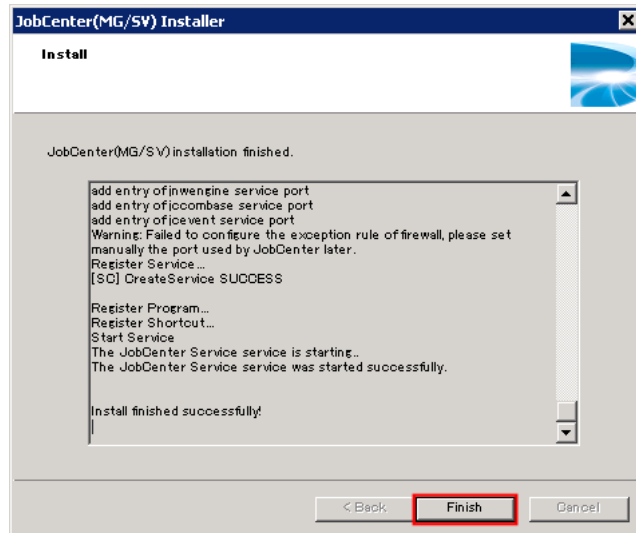 JobCenter(MG/SV) Installer
Install
JobCenter(MG/SV) installation finished.
add entry of jnwengine service port
add entry of jccombase service port
add entry of jcevent service port
Warning: Failed to configure the exception rule of firewall, please set
manually the port used by JobCenter later.
Register Service...
[SC] CreateService SUCCESS
Register Program...
Register Shortcut...
Start Service
The JobCenter Service service is starting..
The JobCenter Service service was started successfully.
Install finished successfully!
< Back
Finish
Cancel